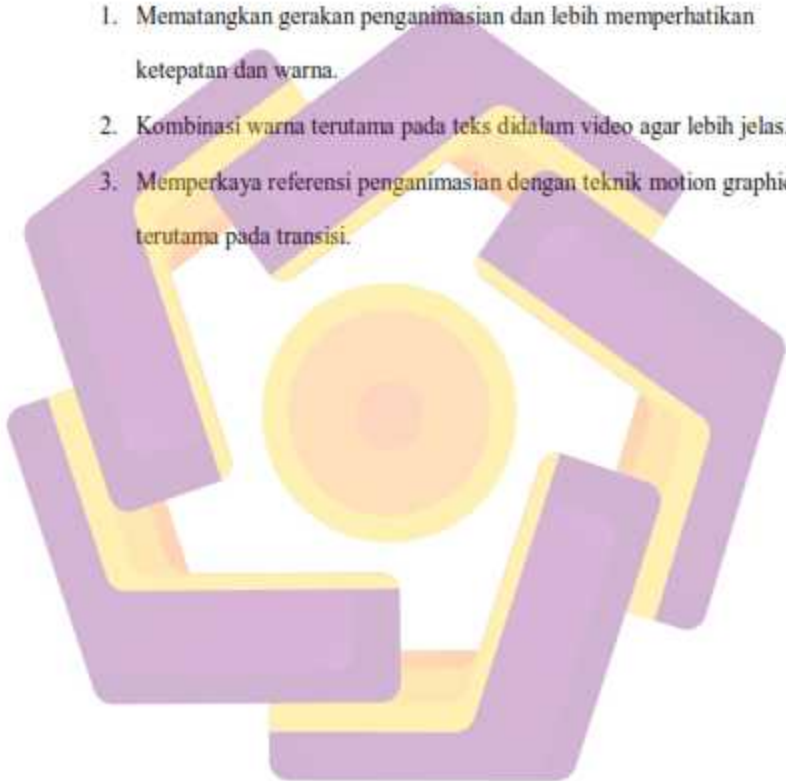 1. Mematangkan gerakan penganimasian dan lebih memperhatikan
ketepatan dan warna.
2. Kombinasi warna terutama pada teks didalam video agar lebih jelas.
3. Memperkaya referensi penganimasian dengan teknik motion graphic
terutama pada transisi.